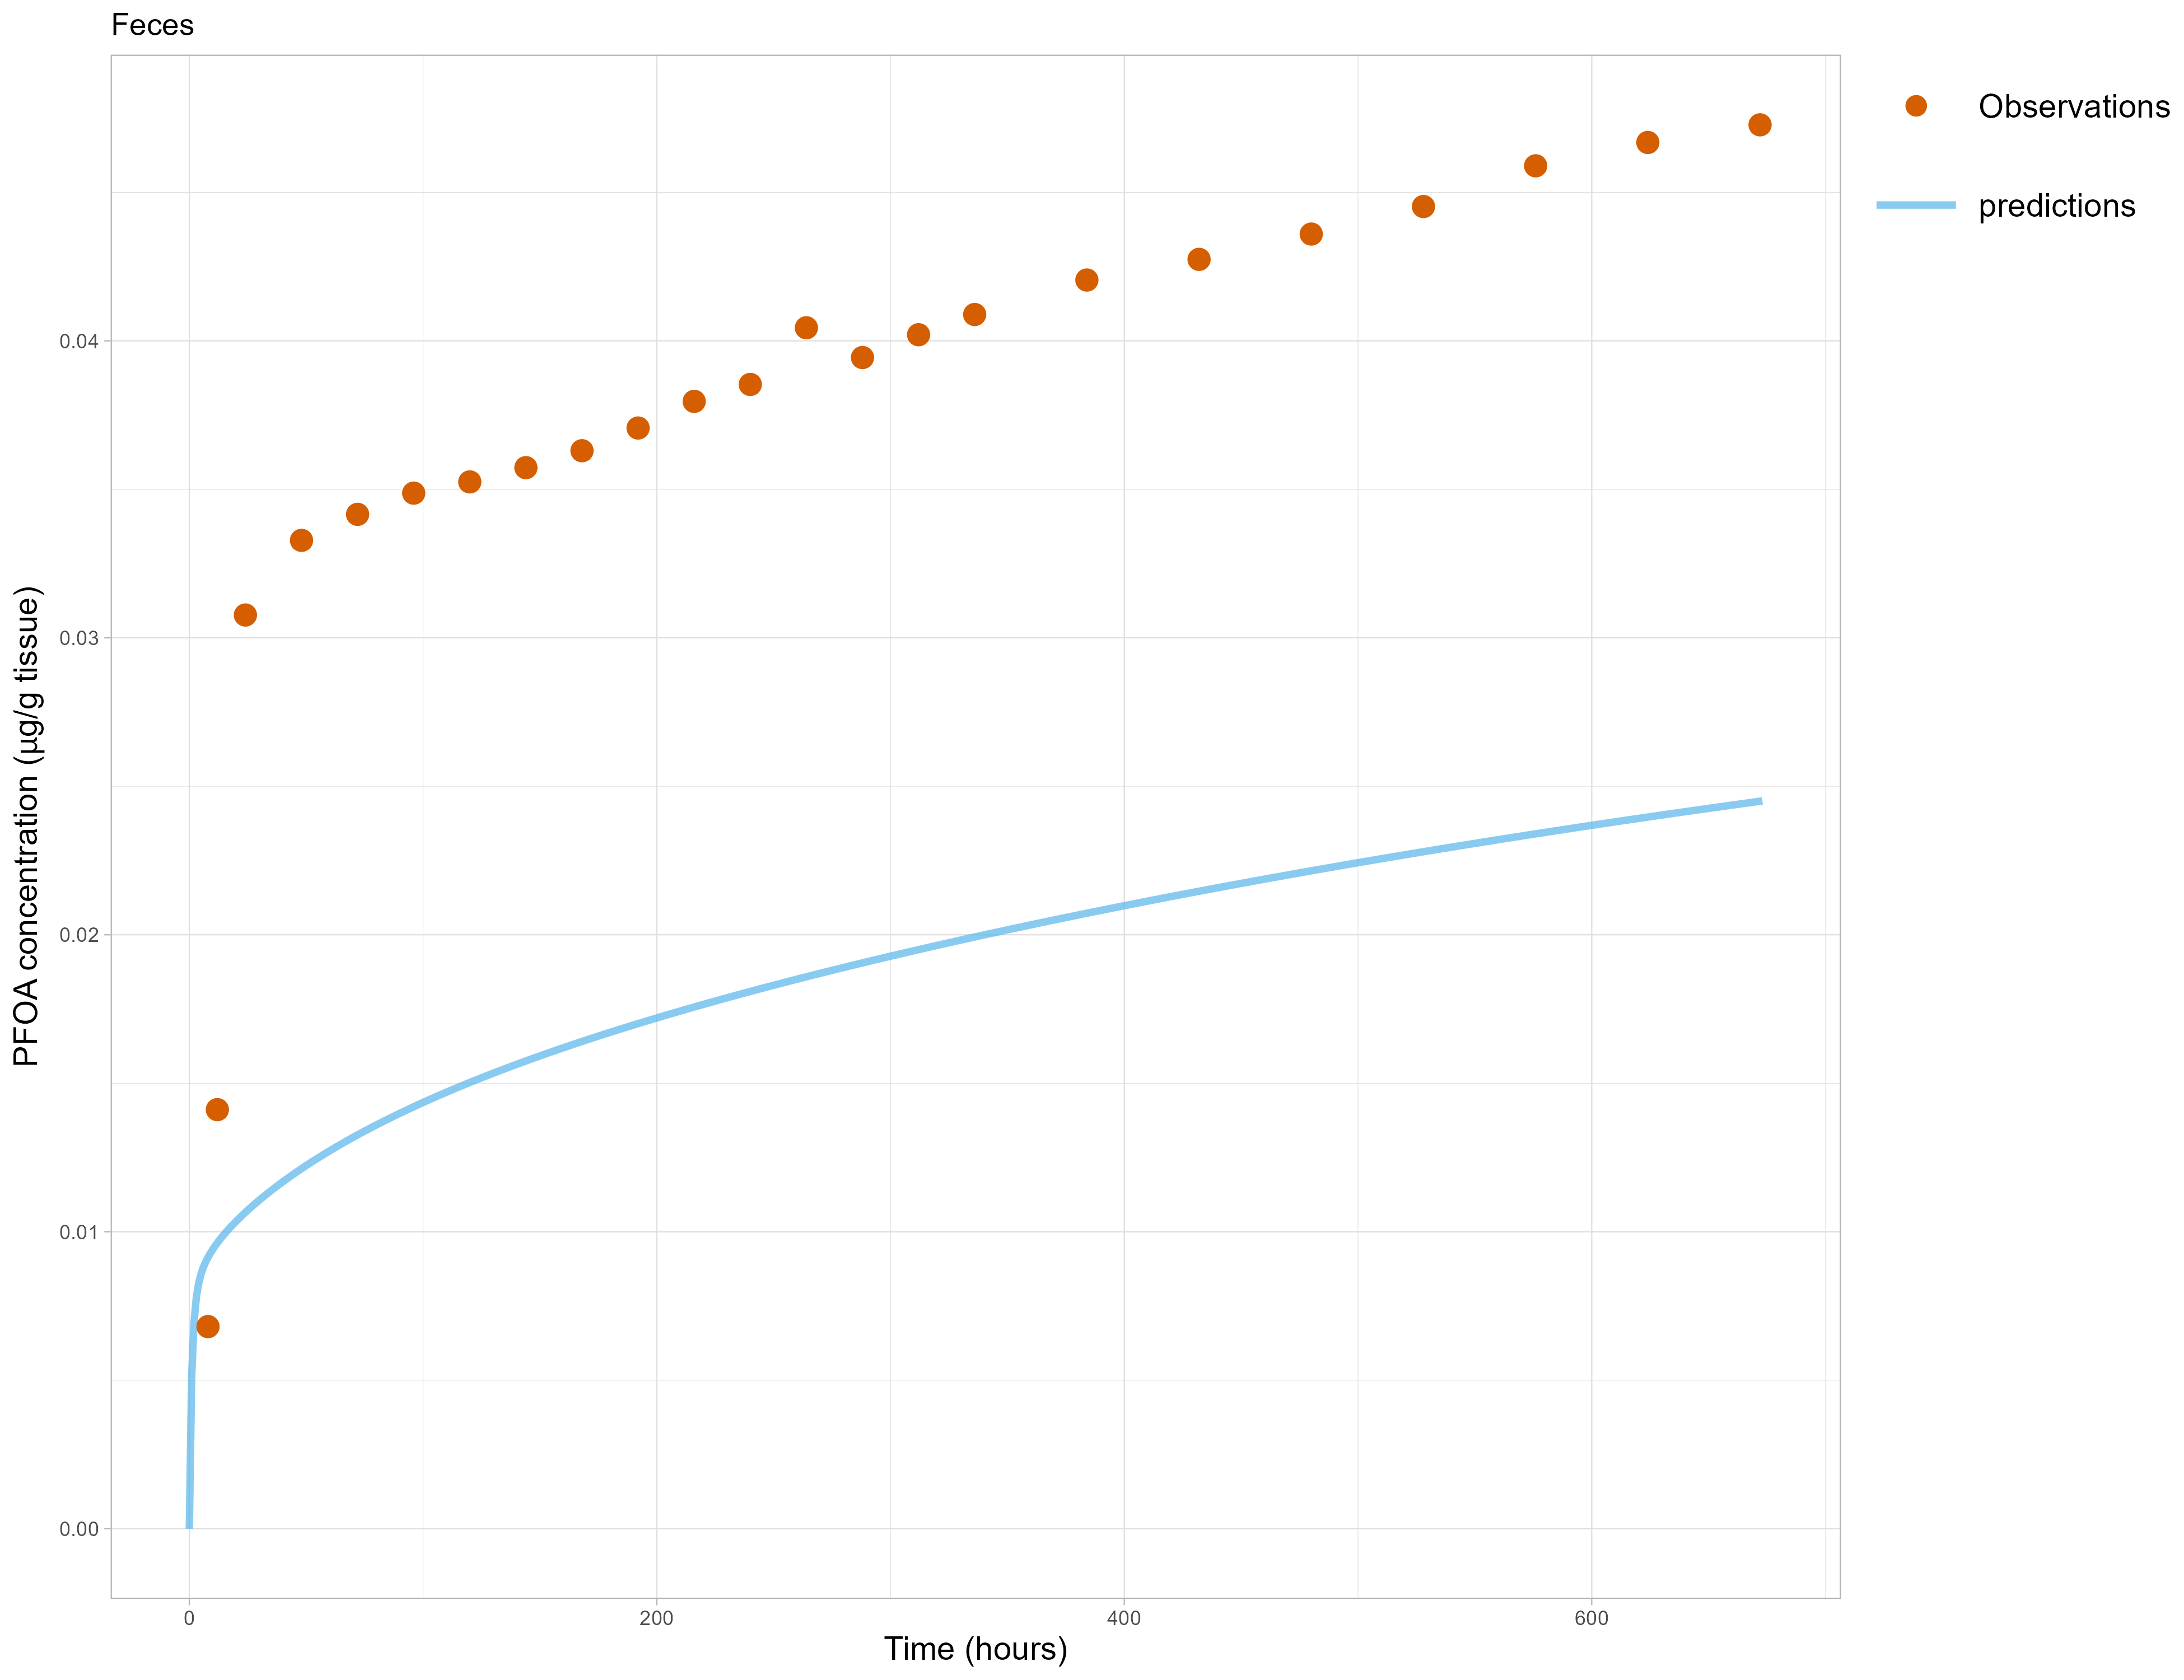 Feces
Observations
predictions
PFOA concentration (µg/g tissue)
0.04
0.03
0.02
0.01
0.00
0 200 400 600
Time (hours)